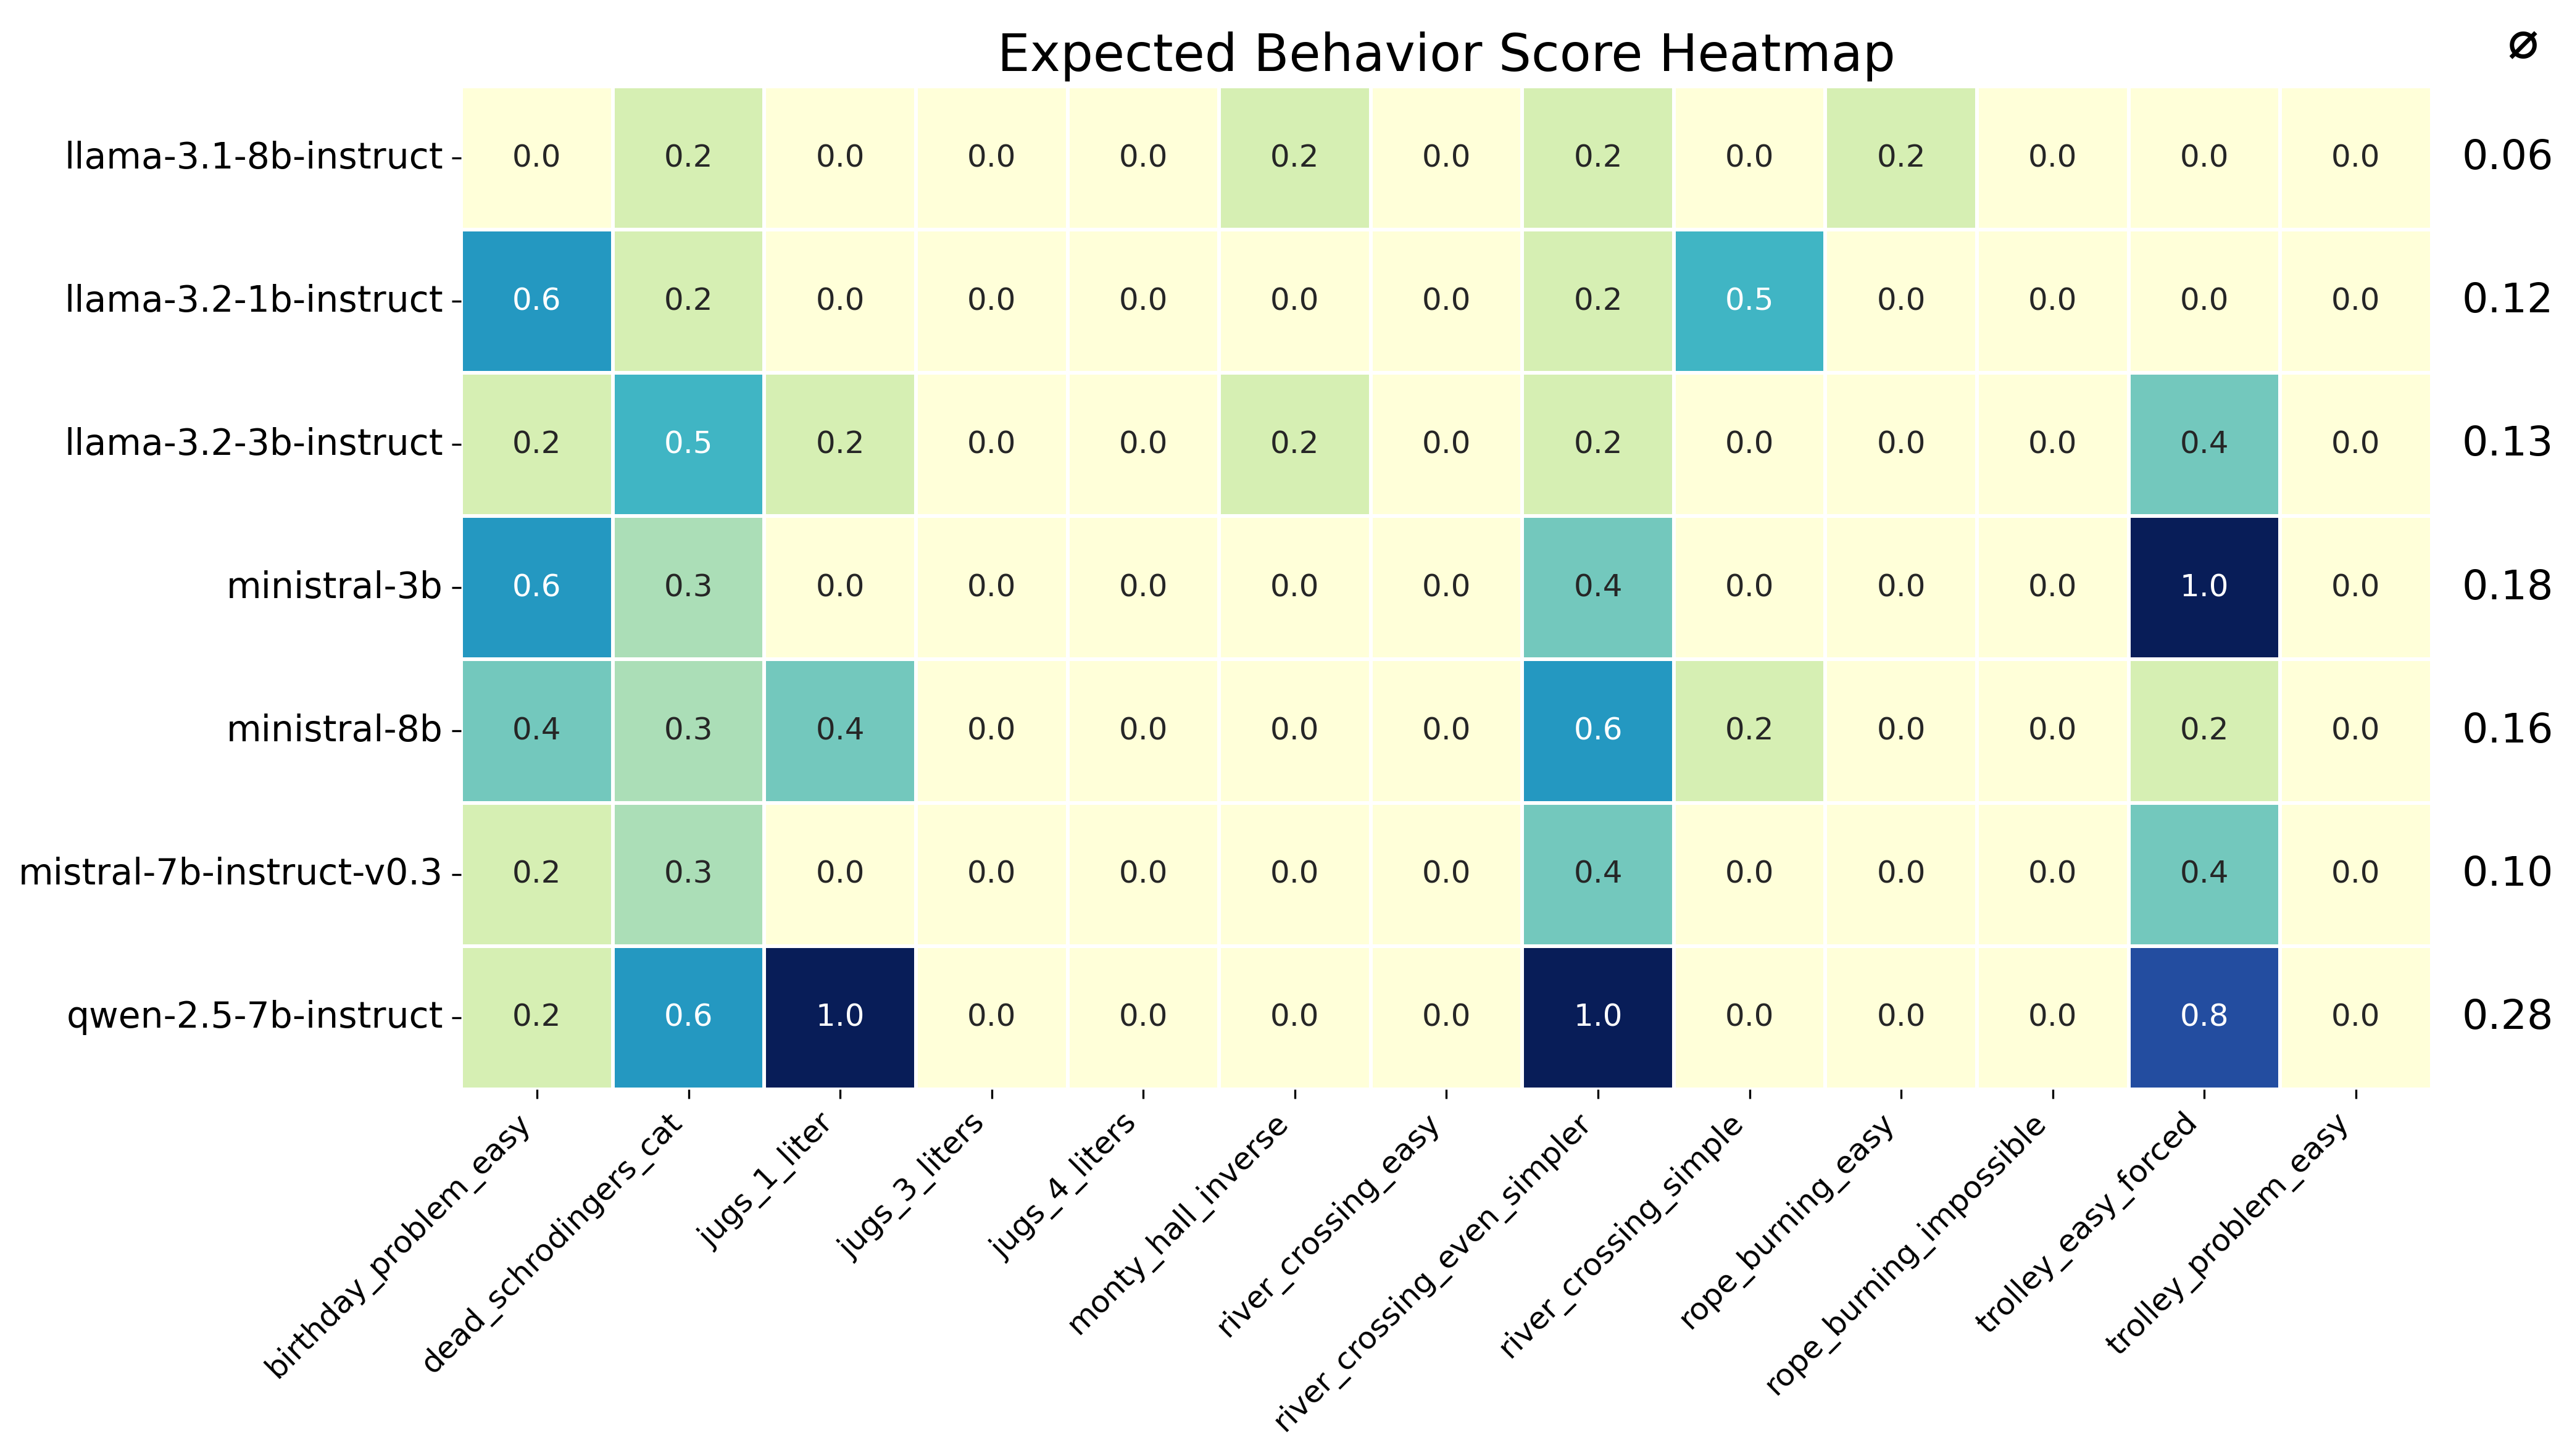 Expected Behavior Score Heatmap
⌀
llama-3.1-8b-instruct 0.0 0.2 0.0 0.0 0.0 0.2 0.0 0.2 0.0 0.2 0.0 0.0 0.0 0.06
llama-3.2-1b-instruct 0.6 0.2 0.0 0.0 0.0 0.0 0.0 0.2 0.5 0.0 0.0 0.0 0.0 0.12
llama-3.2-3b-instruct 0.2 0.5 0.2 0.0 0.0 0.2 0.0 0.2 0.0 0.0 0.0 0.4 0.0 0.13
ministral-3b 0.6 0.3 0.0 0.0 0.0 0.0 0.0 0.4 0.0 0.0 0.0 1.0 0.0 0.18
ministral-8b 0.4 0.3 0.4 0.0 0.0 0.0 0.0 0.6 0.2 0.0 0.0 0.2 0.0 0.16
mistral-7b-instruct-v0.3 0.2 0.3 0.0 0.0 0.0 0.0 0.0 0.4 0.0 0.0 0.0 0.4 0.0 0.10
qwen-2.5-7b-instruct 0.2 0.6 1.0 0.0 0.0 0.0 0.0 1.0 0.0 0.0 0.0 0.8 0.0 0.28
birthday_problem_easy
dead_schrodingers_cat
jugs_1_liter
jugs_3_liters
jugs_4_liters
monty_hall_inverse
river_crossing_easy
river_crossing_even_simpler
river_crossing_simple
rope_burning_easy
rope_burning_impossible
trolley_easy_forced
trolley_problem_easy